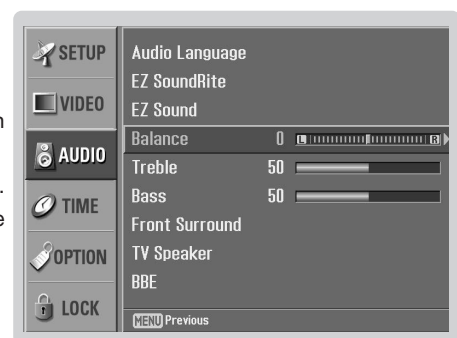 SETUP
VIDEO
AUDIO
TIME
OPTION
LOCK
Audio Language
EZ SoundRite
EZ Sound
Balance 0 L R
Treble 50
Bass 50
Front Surround
TV Speaker
BBE
MENU Previous